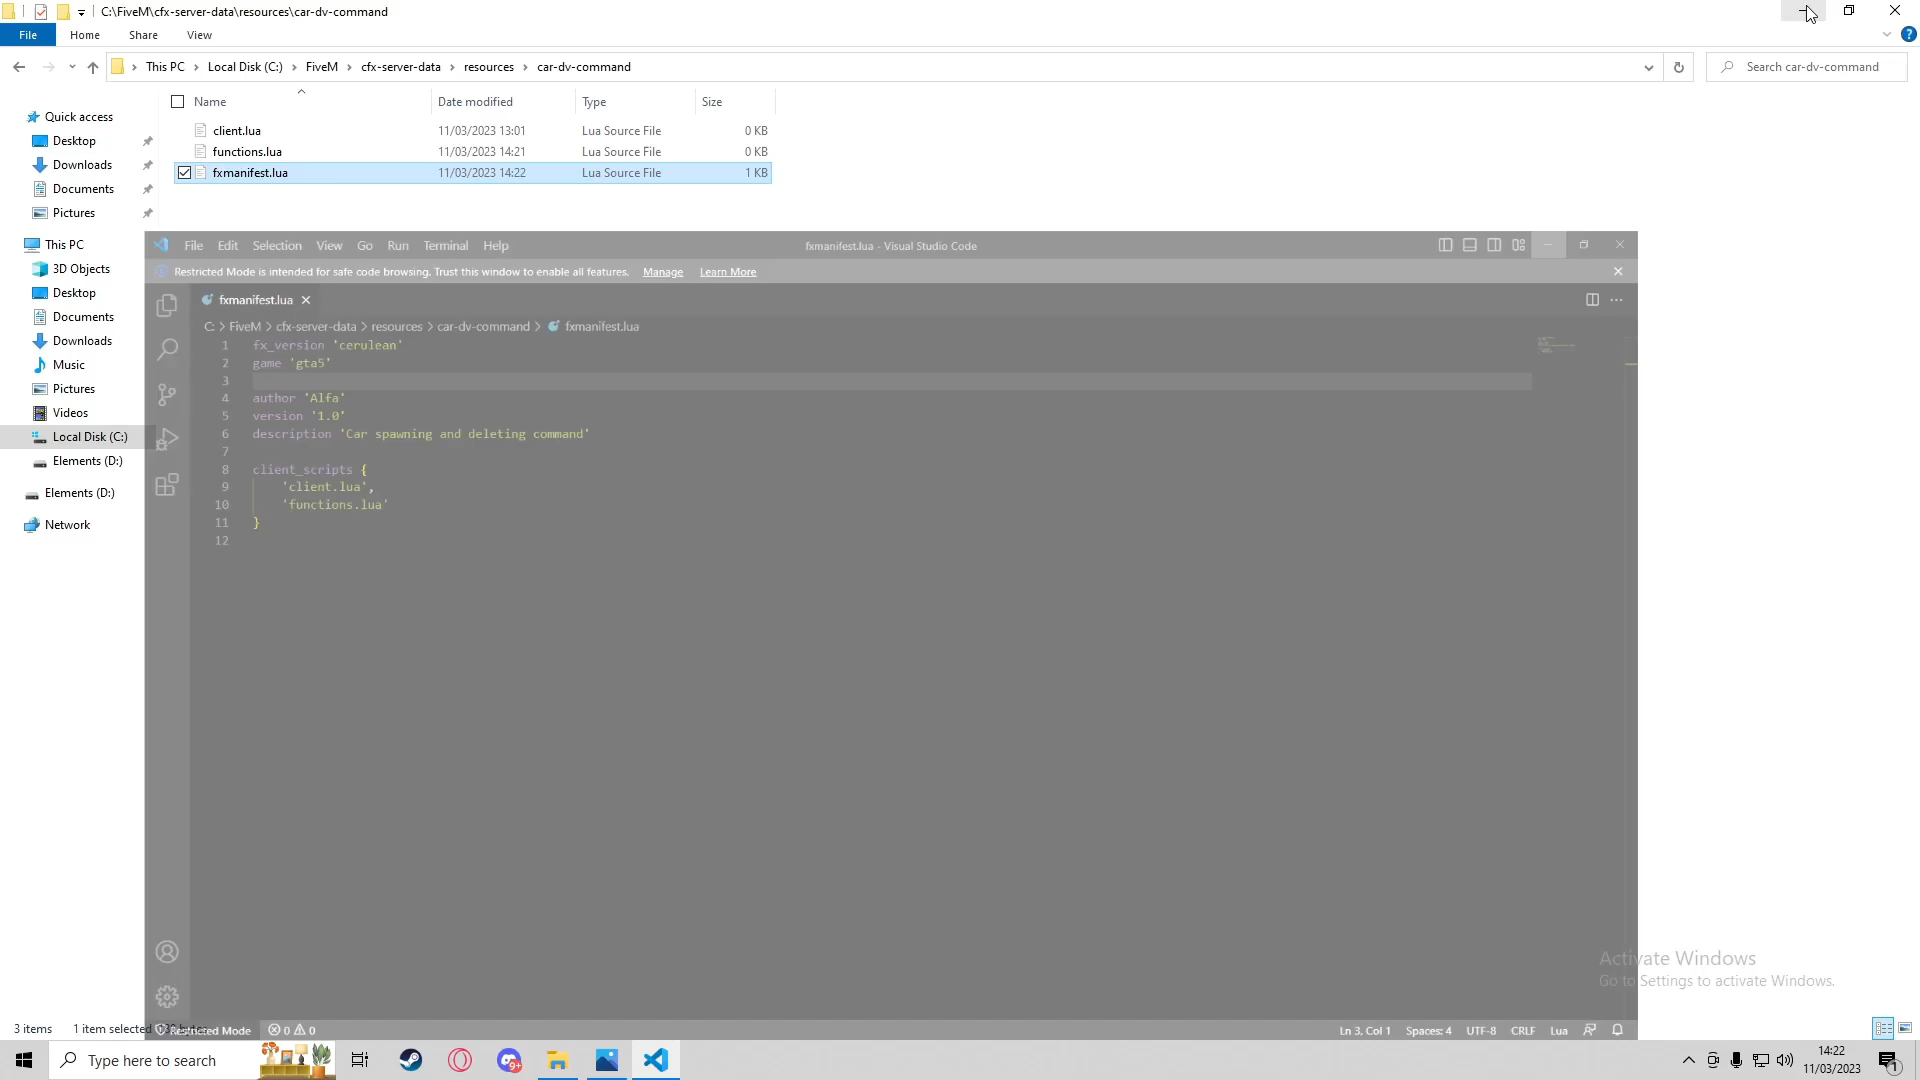 C:\FiveM\cfx-server-data\resources\car-dv-command
File Home Share View
This PC Local Disk (C:) FiveM cfx-server-data resources car-dv-command
Search car-dv-command
Name Date modified Type Size
client.lua 11/03/2023 13:01 Lua Source File 0 KB
functions.lua 11/03/2023 14:21 Lua Source File 0 KB
fxmanifest.lua 11/03/2023 14:22 Lua Source File 1 KB
Quick access
Desktop
Downloads
Documents
Pictures
This PC
3D Objects
Desktop
Documents
Downloads
Music
Pictures
Videos
Local Disk (C:)
Elements (D:)
Elements (D:)
Network
File Edit Selection View Go Run Terminal Help
fxmanifest.lua - Visual Studio Code
Restricted Mode is intended for safe code browsing. Trust this window to enable all features. Manage Learn More
fxmanifest.lua
C: > FiveM > cfx-server-data > resources > car-dv-command > fxmanifest.lua
1 fx_version 'cerulean'
2 game 'gta5'
3
4 author 'Alfa'
5 version '1.0'
6 description 'Car spawning and deleting command'
7
8 client_scripts {
9 'client.lua',
10 'functions.lua'
11 }
12
Activate Windows
Go to Settings to activate Windows.
3 items 1 item selected
Restricted Mode 0 0
Ln 3, Col 1 Spaces: 4 UTF-8 CRLF Lua
Type here to search
9+
14:22
11/03/2023
1